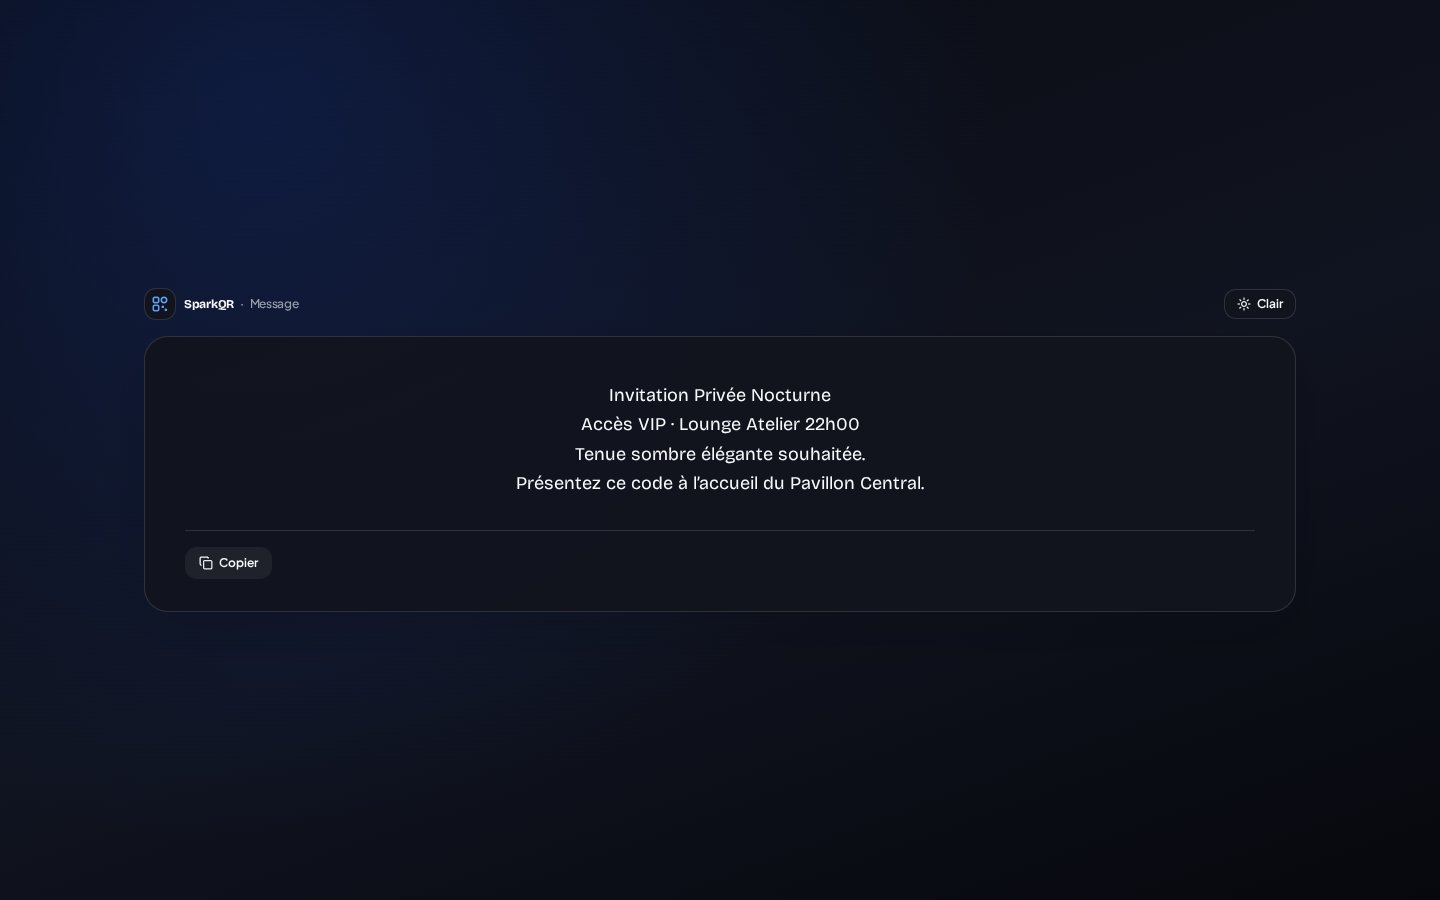 SparkQR · Message
Clair
Invitation Privée Nocturne
Accès VIP · Lounge Atelier 22h00
Tenue sombre élégante souhaitée.
Présentez ce code à l’accueil du Pavillon Central.
Copier